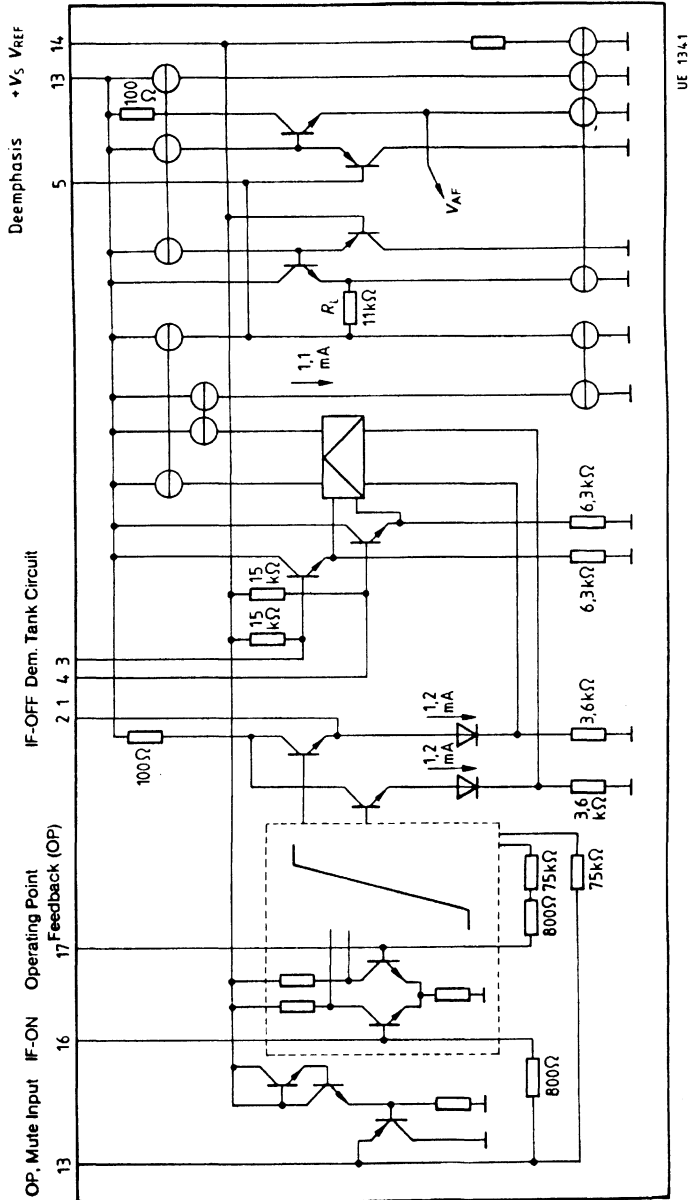 OP, Mute Input
IF-ON
Operating Point
Feedback (OP)
IF-OFF
Dem. Tank Circuit
Deemphasis
+VS
VREF
13
16
17
2
1
4
3
5
13
14
100Ω
15 kΩ
15 kΩ
100 Ω
RL
11kΩ
1,1 mA
VAF
1,2 mA
1,2 mA
800Ω
800Ω
75kΩ
75kΩ
3,6 kΩ
3,6kΩ
6,3kΩ
6,3kΩ
UE 1341